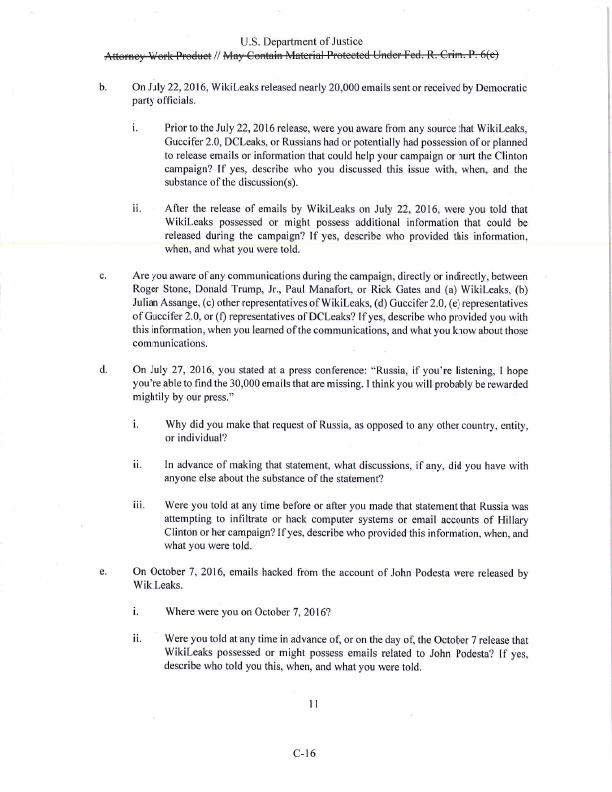 U.S. Department of Justice
Attorney Work Product // May Contain Material Protected Under Fed. R. Crim. P. 6(e)
b. On July 22, 2016, WikiLeaks released nearly 20,000 emails sent or received by Democratic
party officials.
i. Prior to the July 22, 2016 release, were you aware from any source that WikiLeaks,
Guccifer 2.0, DCLeaks, or Russians had or potentially had possession of or planned
to release emails or information that could help your campaign or hurt the Clinton
campaign? If yes, describe who you discussed this issue with, when, and the
substance of the discussion(s).
ii. After the release of emails by WikiLeaks on July 22, 2016, were you told that
WikiLeaks possessed or might possess additional information that could be
released during the campaign? If yes, describe who provided this information,
when, and what you were told.
c. Are you aware of any communications during the campaign, directly or indirectly, between
Roger Stone, Donald Trump, Jr., Paul Manafort, or Rick Gates and (a) WikiLeaks, (b)
Julian Assange, (c) other representatives of WikiLeaks, (d) Guccifer 2.0, (e) representatives
of Guccifer 2.0, or (f) representatives of DCLeaks? If yes, describe who provided you with
this information, when you learned of the communications, and what you know about those
communications.
d. On July 27, 2016, you stated at a press conference: “Russia, if you’re listening, I hope
you’re able to find the 30,000 emails that are missing. I think you will probably be rewarded
mightily by our press.”
i. Why did you make that request of Russia, as opposed to any other country, entity,
or individual?
ii. In advance of making that statement, what discussions, if any, did you have with
anyone else about the substance of the statement?
iii. Were you told at any time before or after you made that statement that Russia was
attempting to infiltrate or hack computer systems or email accounts of Hillary
Clinton or her campaign? If yes, describe who provided this information, when, and
what you were told.
e. On October 7, 2016, emails hacked from the account of John Podesta were released by
WikiLeaks.
i. Where were you on October 7, 2016?
ii. Were you told at any time in advance of, or on the day of, the October 7 release that
WikiLeaks possessed or might possess emails related to John Podesta? If yes,
describe who told you this, when, and what you were told.
11
C-16